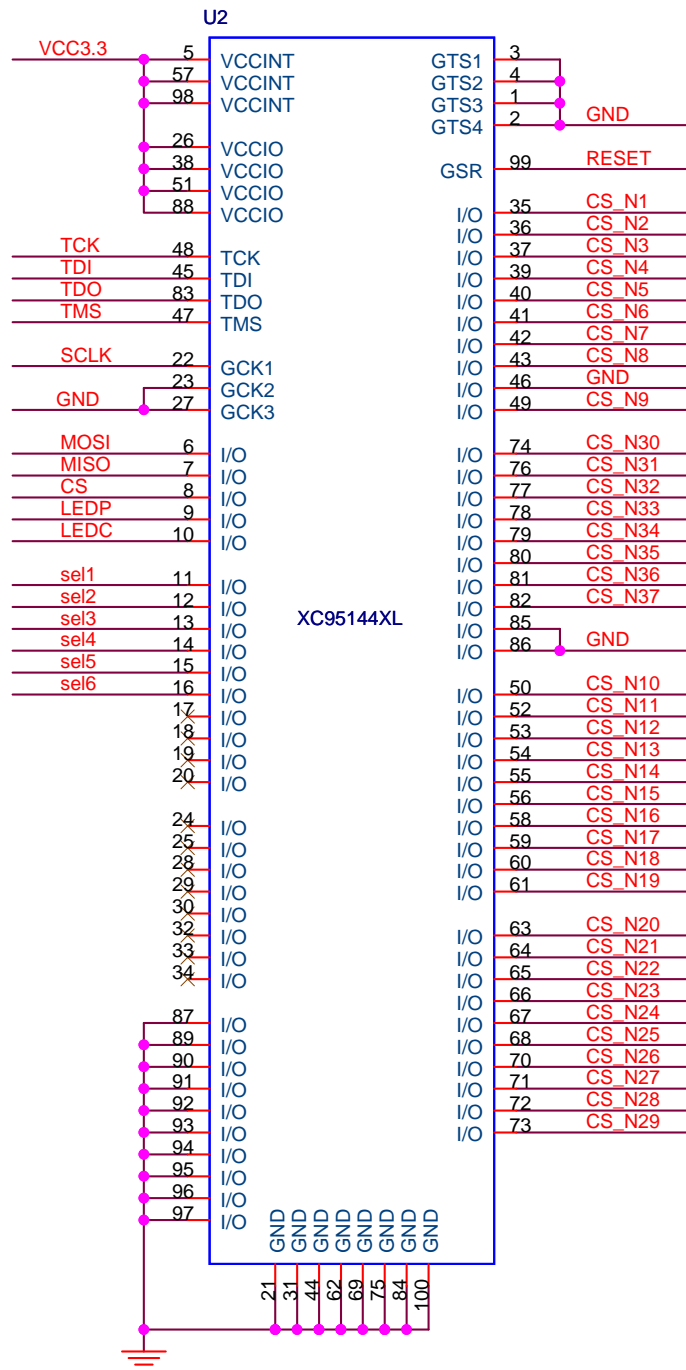 U2
VCC3.3 5 VCCINT GTS1 3
57 VCCINT GTS2 4
98 VCCINT GTS3 1
GTS4 2 GND
26 VCCIO
38 VCCIO GSR 99 RESET
51 VCCIO
88 VCCIO I/O 35 CS_N1
I/O 36 CS_N2
TCK 48 TCK I/O 37 CS_N3
TDI 45 TDI I/O 39 CS_N4
TDO 83 TDO I/O 40 CS_N5
TMS 47 TMS I/O 41 CS_N6
I/O 42 CS_N7
SCLK 22 GCK1 I/O 43 CS_N8
23 GCK2 I/O 46 GND
GND 27 GCK3 I/O 49 CS_N9
MOSI 6 I/O I/O 74 CS_N30
MISO 7 I/O I/O 76 CS_N31
CS 8 I/O I/O 77 CS_N32
LEDP 9 I/O I/O 78 CS_N33
LEDC 10 I/O I/O 79 CS_N34
I/O 80 CS_N35
sel1 11 I/O I/O 81 CS_N36
sel2 12 I/O I/O 82 CS_N37
sel3 13 I/O XC95144XL I/O 85
sel4 14 I/O I/O 86 GND
sel5 15 I/O
sel6 16 I/O I/O 50 CS_N10
17 I/O I/O 52 CS_N11
18 I/O I/O 53 CS_N12
19 I/O I/O 54 CS_N13
20 I/O I/O 55 CS_N14
I/O 56 CS_N15
24 I/O I/O 58 CS_N16
25 I/O I/O 59 CS_N17
28 I/O I/O 60 CS_N18
29 I/O I/O 61 CS_N19
30 I/O
32 I/O I/O 63 CS_N20
33 I/O I/O 64 CS_N21
34 I/O I/O 65 CS_N22
I/O 66 CS_N23
87 I/O I/O 67 CS_N24
89 I/O I/O 68 CS_N25
90 I/O I/O 70 CS_N26
91 I/O I/O 71 CS_N27
92 I/O I/O 72 CS_N28
93 I/O I/O 73 CS_N29
94 I/O
95 I/O
96 I/O
97 I/O
GND GND GND GND GND GND GND GND
21 31 44 62 69 75 84 100